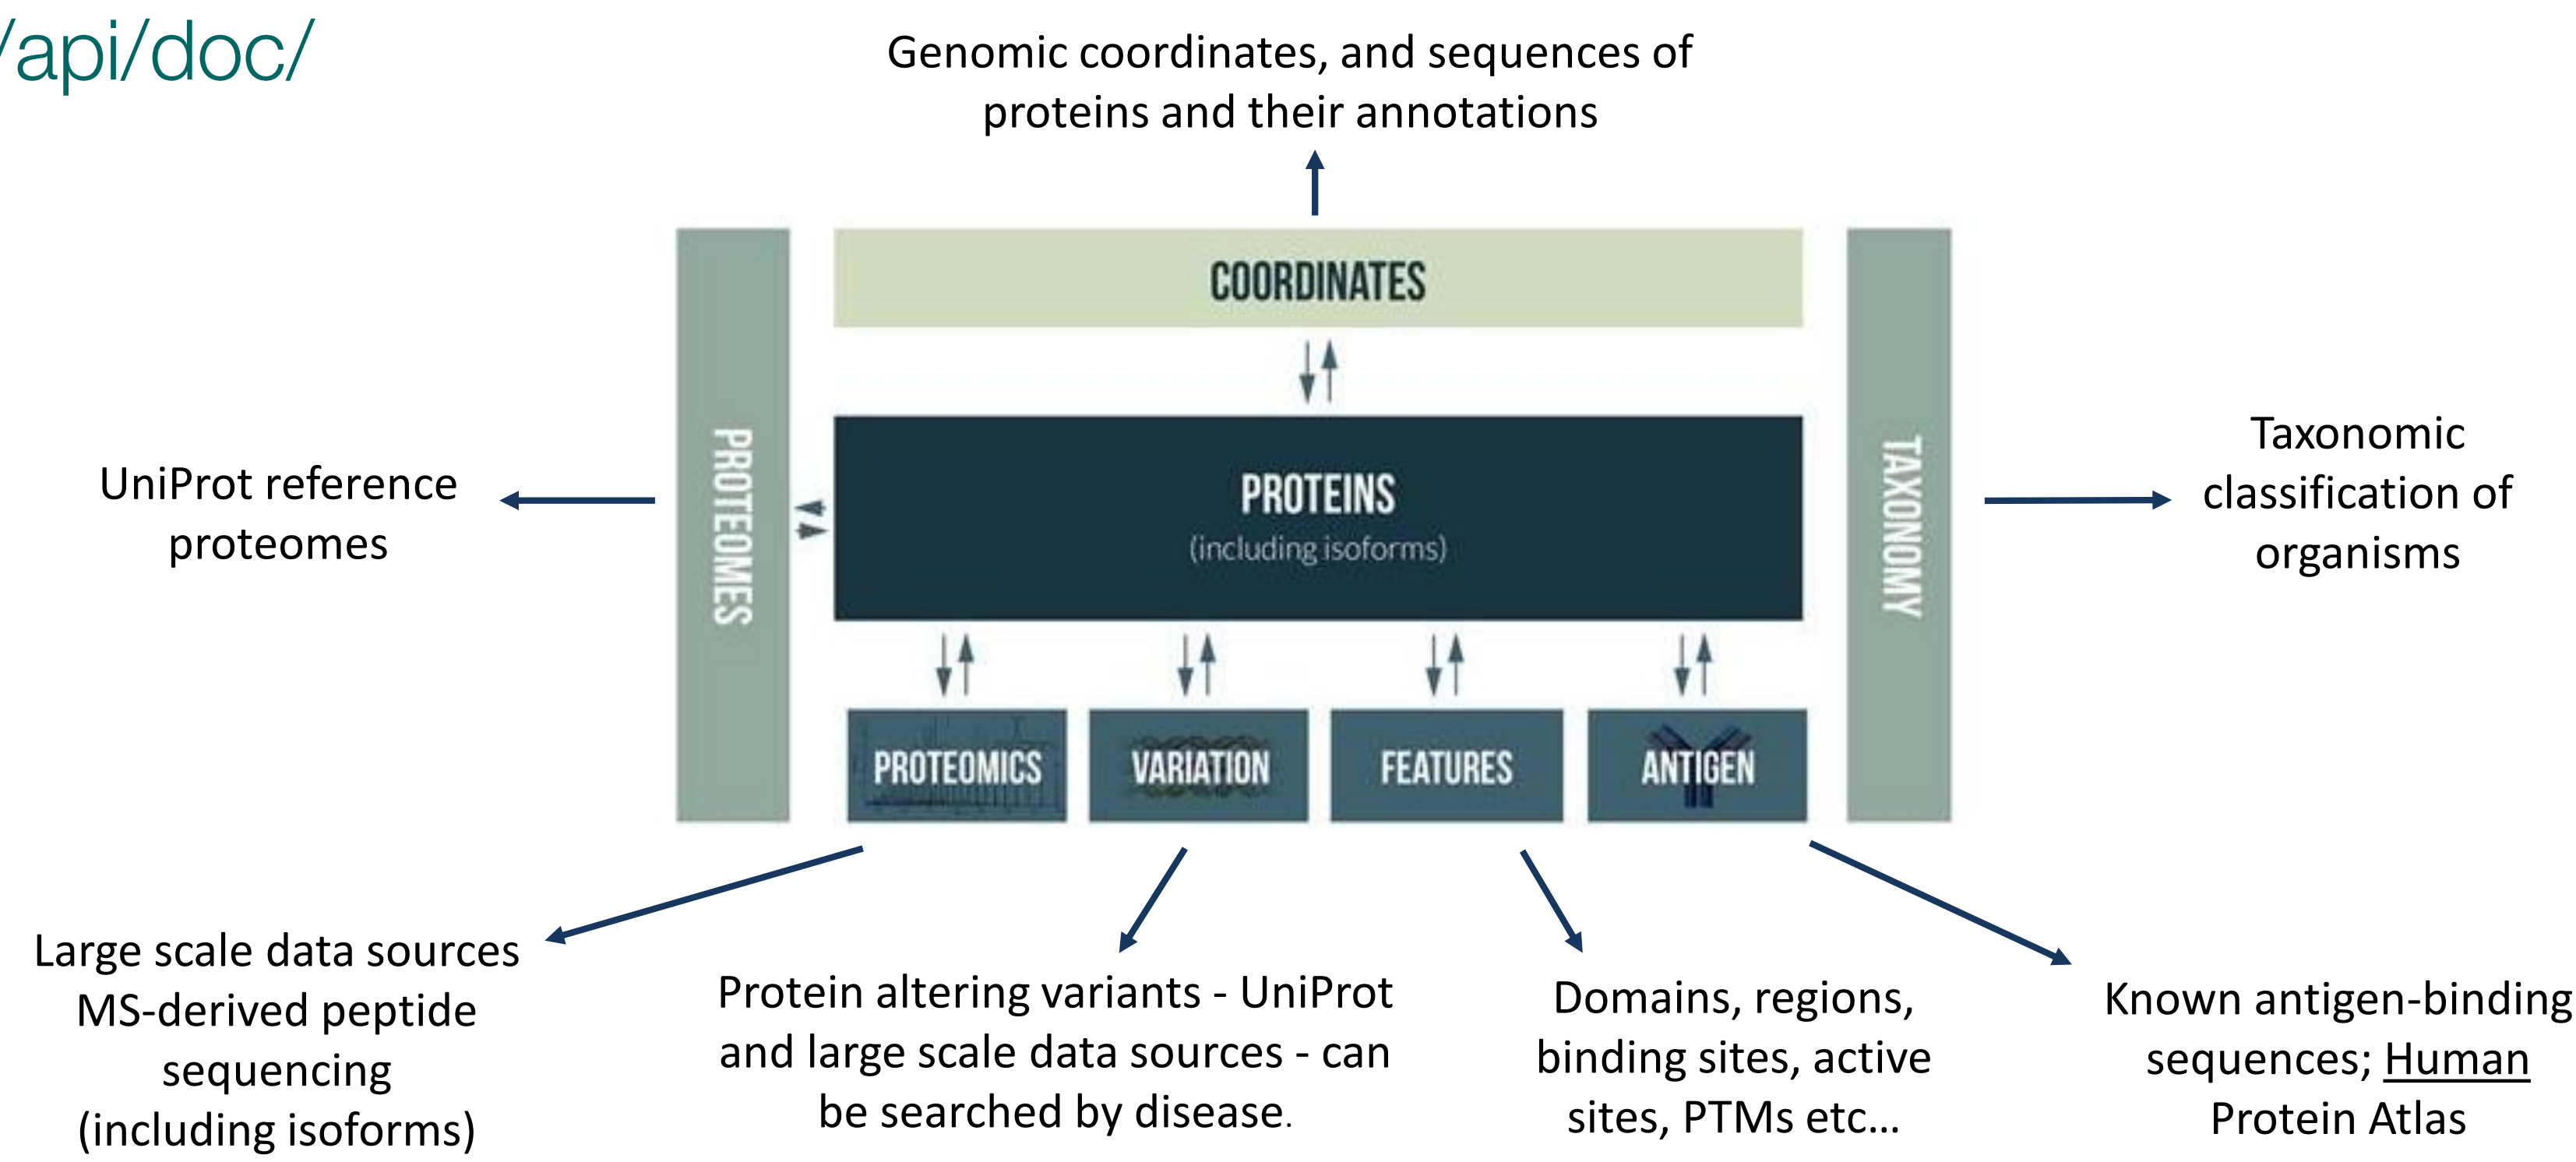 /api/doc/
Genomic coordinates, and sequences of
proteins and their annotations
COORDINATES
PROTEOMES
PROTEINS
(including isoforms)
TAXONOMY
UniProt reference
proteomes
Taxonomic
classification of
organisms
PROTEOMICS
VARIATION
FEATURES
ANTIGEN
Large scale data sources
MS-derived peptide
sequencing
(including isoforms)
Protein altering variants - UniProt
and large scale data sources - can
be searched by disease.
Domains, regions,
binding sites, active
sites, PTMs etc...
Known antigen-binding
sequences; Human
Protein Atlas